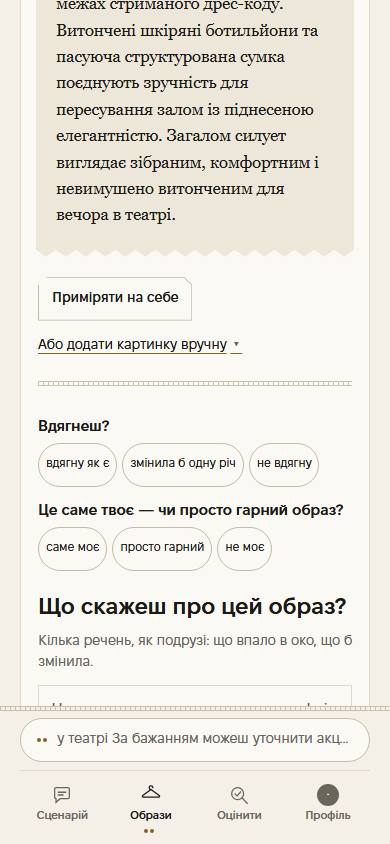 межах стриманого дрес-коду.
Витончені шкіряні ботильйони та
пасуюча структурована сумка
поєднують зручність для
пересування залом із піднесеною
елегантністю. Загалом силует
виглядає зібраним, комфортним і
невимушено витонченим для
вечора в театрі.
Приміряти на себе
Або додати картинку вручну
Вдягнеш?
вдягну як є
змінила б одну річ
не вдягну
Це саме твоє — чи просто гарний образ?
саме моє
просто гарний
не моє
Що скажеш про цей образ?
Кілька речень, як подрузі: що впало в око, що б
змінила.
у театрі За бажанням можеш уточнити акц...
Сценарій
Образи
Оцінити
Профіль